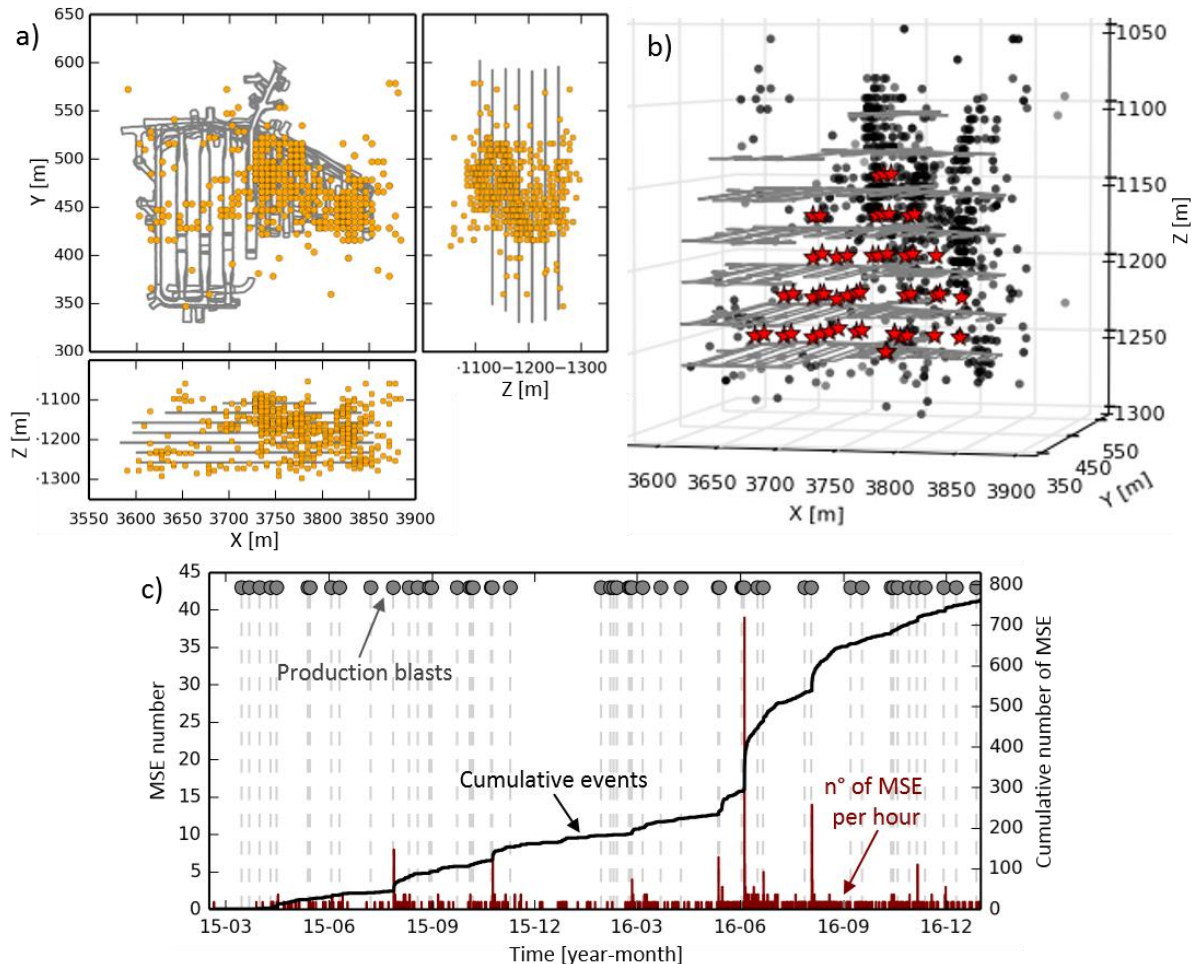 a)
650
600
550
500
450
400
350
300
Y [m]
-1100 -1200 -1300
Z [m]
-1100
-1200
-1300
Z [m]
3550 3600 3650 3700 3750 3800 3850 3900
X [m]
b)
1050
1100
1150
1200
1250
1300
Z [m]
3600 3650 3700 3750 3800 3850 3900
X [m]
350
450
550
Y [m]
c)
45
40
35
30
25
20
15
10
5
0
MSE number
Production blasts
Cumulative events
n° of MSE
per hour
800
700
600
500
400
300
200
100
0
Cumulative number of MSE
15-03 15-06 15-09 15-12 16-03 16-06 16-09 16-12
Time [year-month]